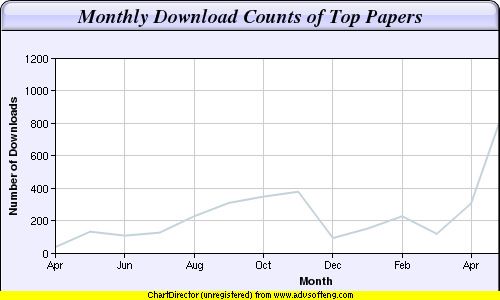 Monthly Download Counts of Top Papers
1200
1000
800
600
400
200
0
Number of Downloads
Apr Jun Aug Oct Dec Feb Apr
Month
ChartDirector (unregistered) from www.advsofteng.com